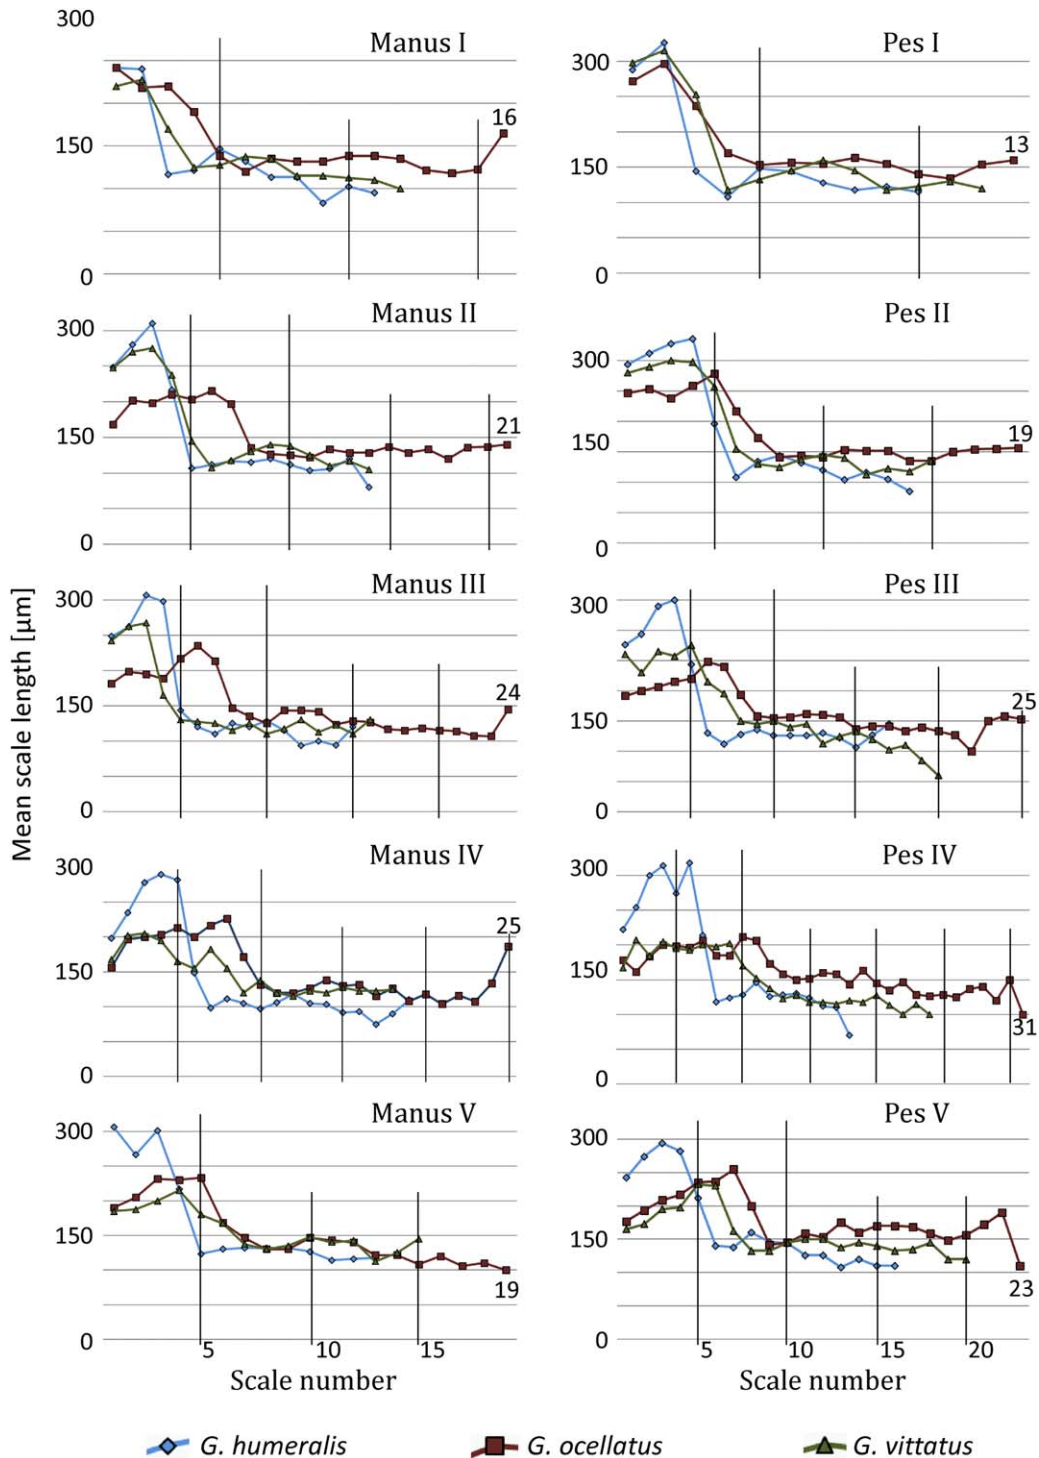 300
150
0
Manus I
16
300
150
0
Pes I
13
300
150
0
Manus II
21
300
150
0
Pes II
19
300
150
0
Manus III
24
300
150
0
Pes III
25
Mean scale length [µm]
300
150
0
Manus IV
25
300
150
0
Pes IV
31
300
150
0
Manus V
19
5 10 15
Scale number
300
150
0
Pes V
23
5 10 15 20
Scale number
G. humeralis G. ocellatus G. vittatus